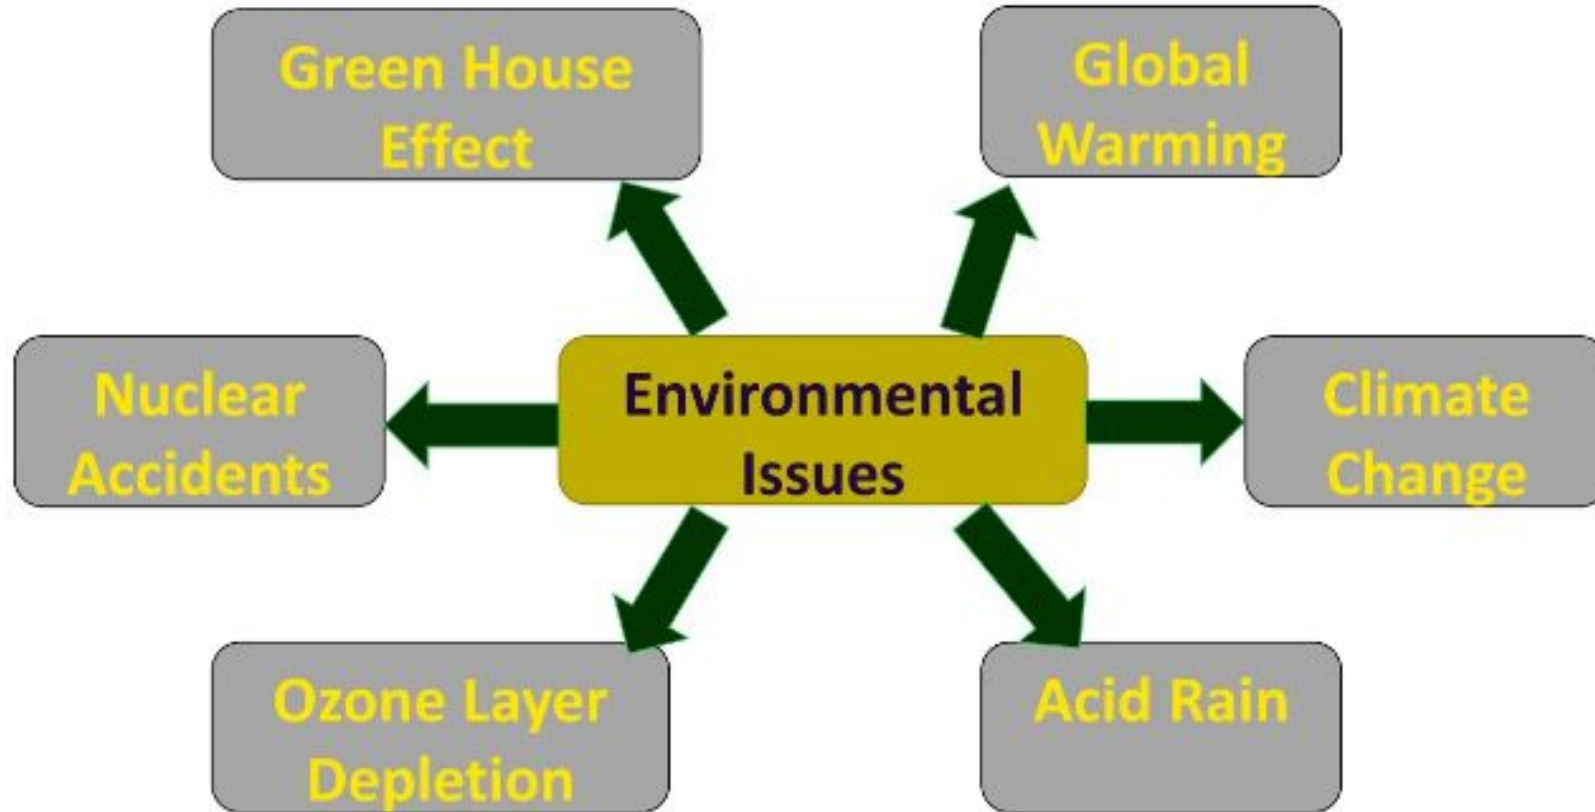 Green House
Effect
Global
Warming
Nuclear
Accidents
Environmental
Issues
Climate
Change
Ozone Layer
Depletion
Acid Rain